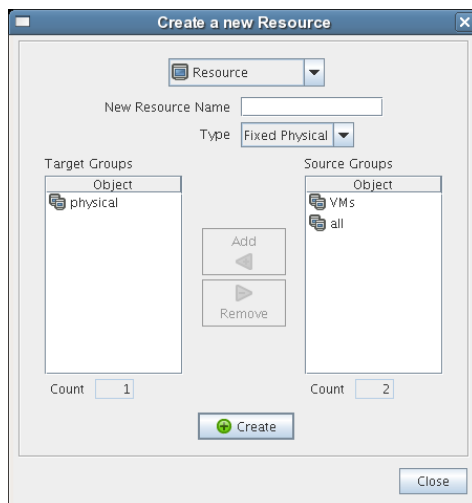 Create a new Resource
Resource
New Resource Name
Type Fixed Physical
Target Groups
Object
physical
Count 1
Add
Remove
Source Groups
Object
VMs
all
Count 2
Create
Close